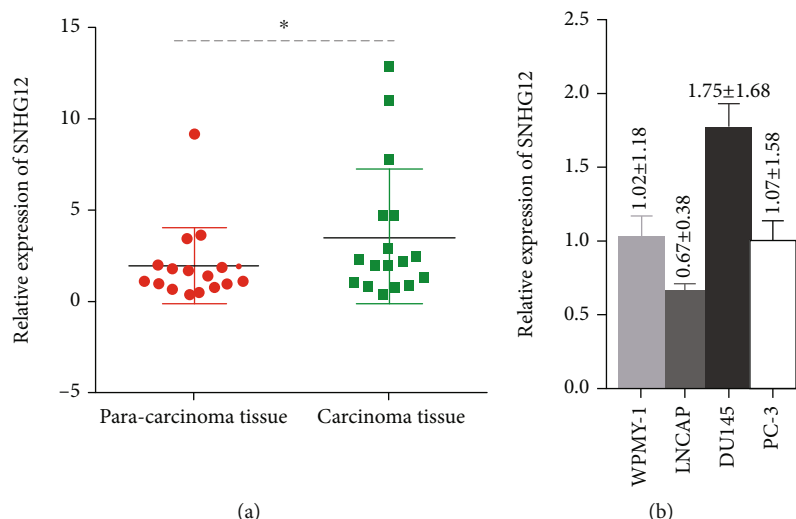 Relative expression of SNHG12
15
10
5
0
−5
*
Para-carcinoma tissue
Carcinoma tissue
(a)
Relative expression of SNHG12
2.5
2.0
1.5
1.0
0.5
0.0
1.02±1.18
0.67±0.38
1.75±1.68
1.07±1.58
WPMY-1
LNCAP
DU145
PC-3
(b)